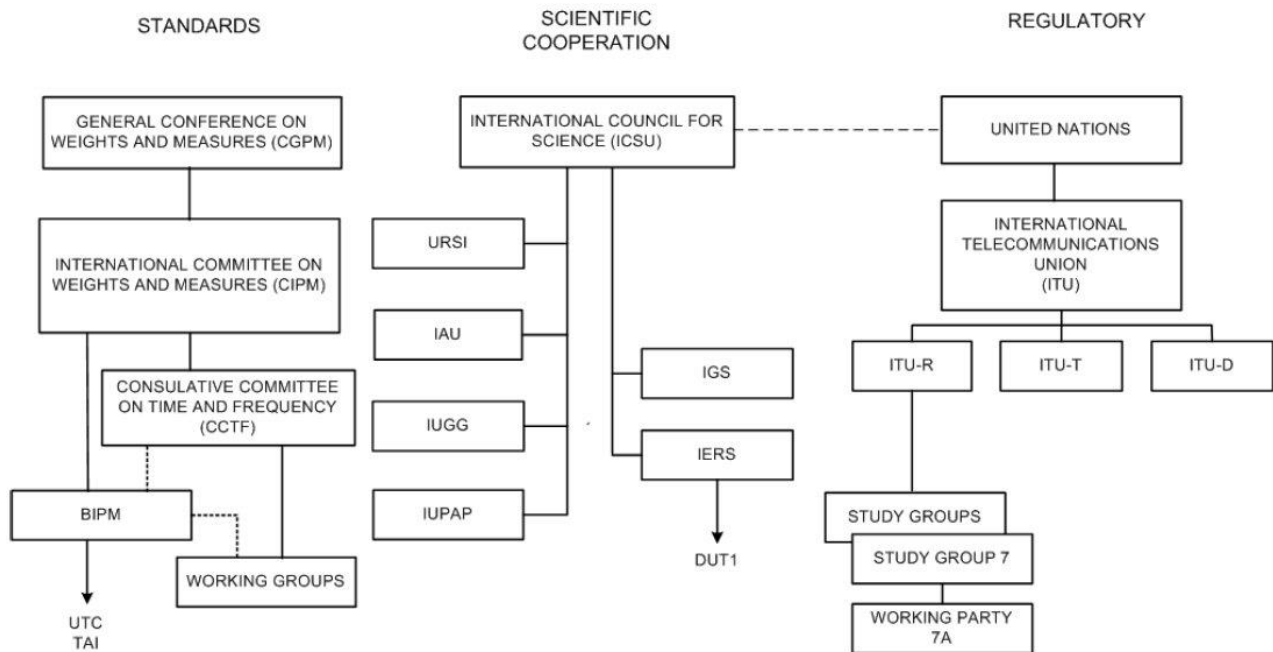 STANDARDS
SCIENTIFIC
COOPERATION
REGULATORY
GENERAL CONFERENCE ON
WEIGHTS AND MEASURES (CGPM)
INTERNATIONAL COMMITTEE ON
WEIGHTS AND MEASURES (CIPM)
CONSULATIVE COMMITTEE
ON TIME AND FREQUENCY
(CCTF)
BIPM
WORKING GROUPS
UTC
TAI
INTERNATIONAL COUNCIL FOR
SCIENCE (ICSU)
URSI
IAU
IUGG
IUPAP
IGS
IERS
DUT1
UNITED NATIONS
INTERNATIONAL
TELECOMMUNICATIONS
UNION
(ITU)
ITU-R
ITU-T
ITU-D
STUDY GROUPS
STUDY GROUP 7
WORKING PARTY
7A